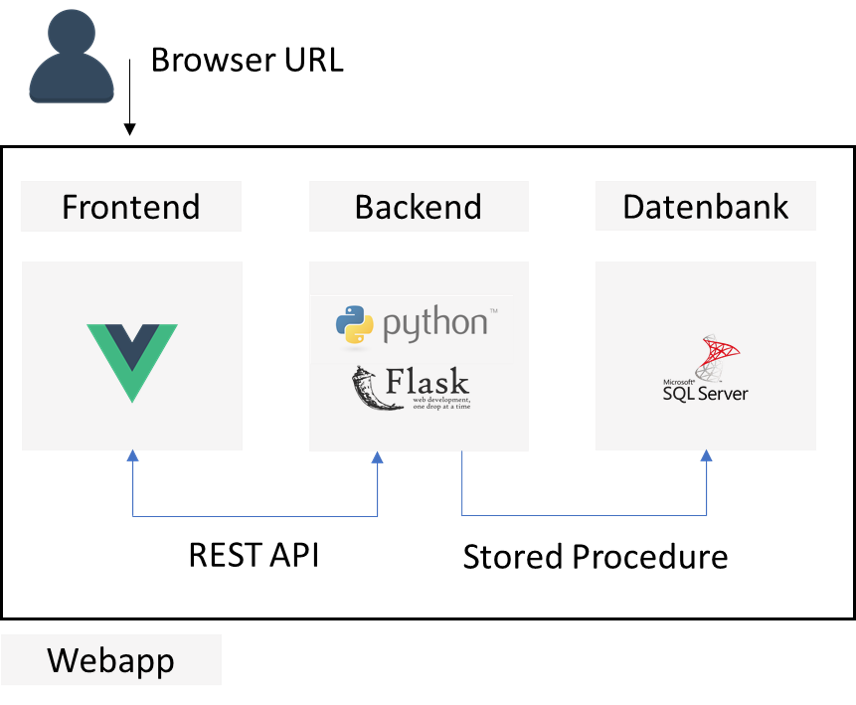 Browser URL
Frontend
Backend
Datenbank
python™
Flask
web development,
one drop at a time
Microsoft®
SQL Server
REST API
Stored Procedure
Webapp